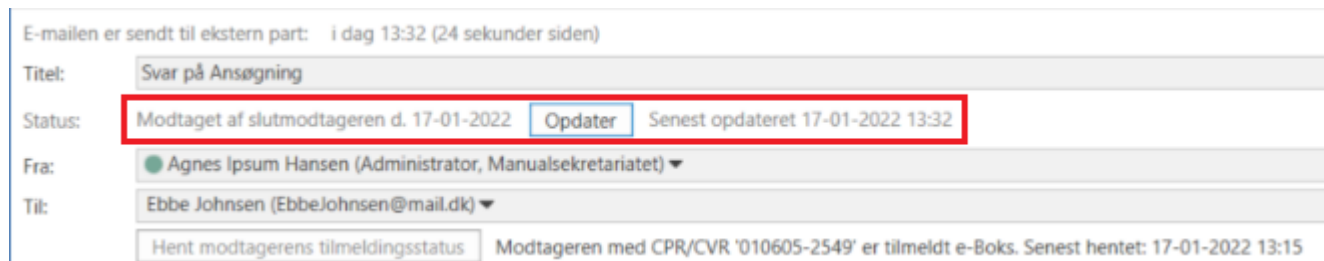 E-mailen er sendt til ekstern part: i dag 13:32 (24 sekunder siden)
Titel: Svar på Ansøgning
Status: Modtaget af slutmodtageren d. 17-01-2022 Opdater Senest opdateret 17-01-2022 13:32
Fra: Agnes Ipsum Hansen (Administrator, Manualsekretariatet)
Til: Ebbe Johnsen (EbbeJohnsen@mail.dk)
Hent modtagerens tilmeldingsstatus Modtageren med CPR/CVR '010605-2549' er tilmeldt e-Boks. Senest hentet: 17-01-2022 13:15